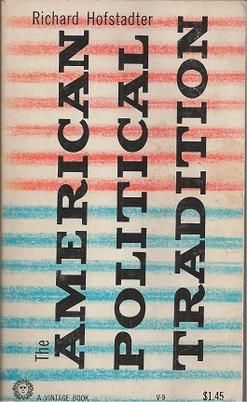 Richard Hofstadter
The AMERICAN
POLITICAL
TRADITION
A VINTAGE BOOK
V-9
$1.45